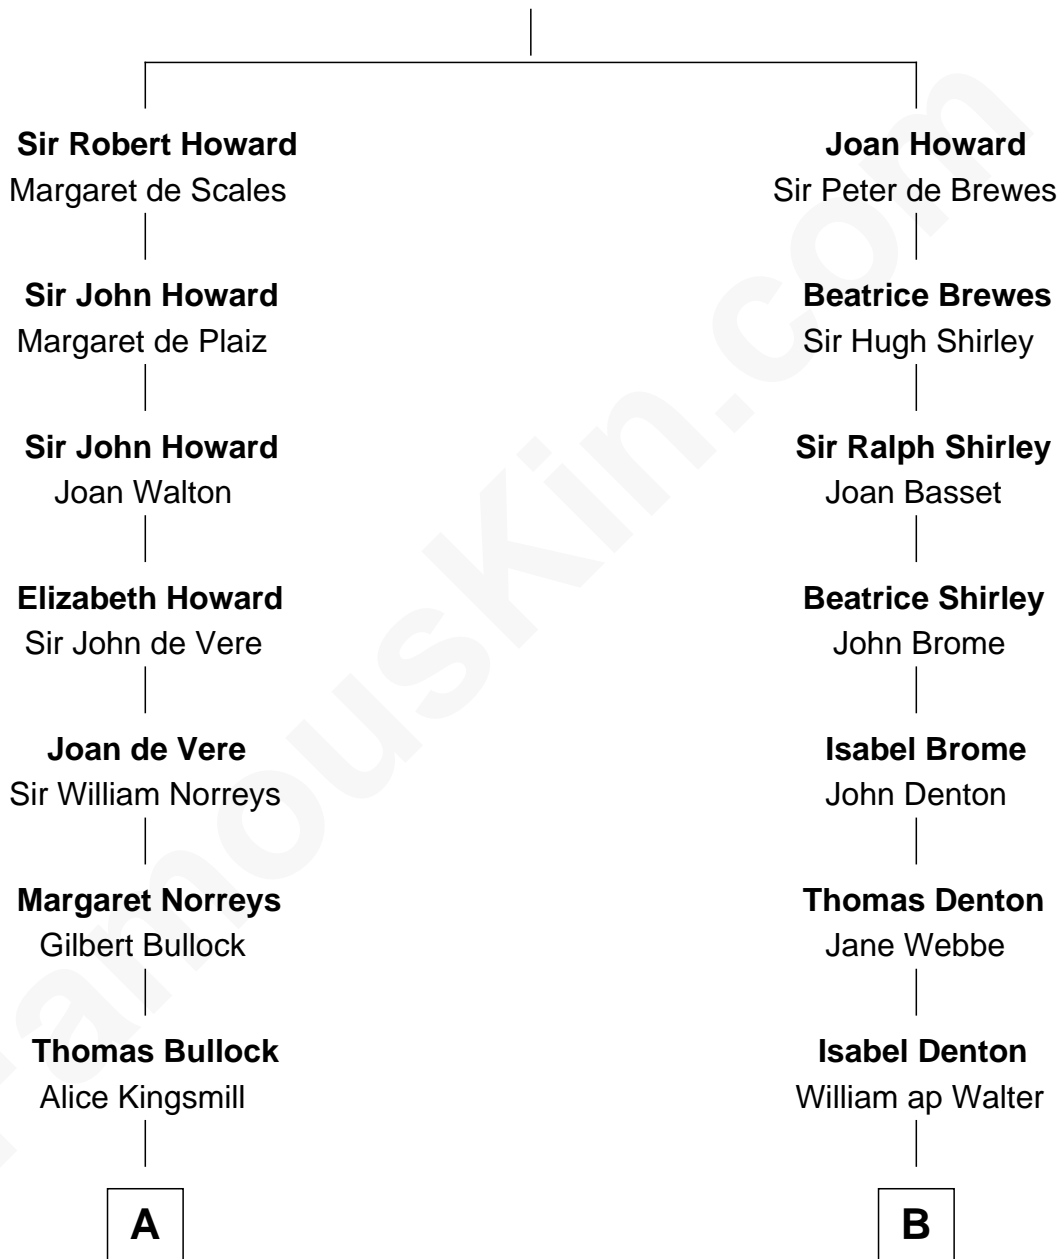 Sir Robert Howard
Margaret de Scales
Sir John Howard
Margaret de Plaiz
Sir John Howard
Joan Walton
Elizabeth Howard
Sir John de Vere
Joan de Vere
Sir William Norreys
Margaret Norreys
Gilbert Bullock
Thomas Bullock
Alice Kingsmill
A
Joan Howard
Sir Peter de Brewes
Beatrice Brewes
Sir Hugh Shirley
Sir Ralph Shirley
Joan Basset
Beatrice Shirley
John Brome
Isabel Brome
John Denton
Thomas Denton
Jane Webbe
Isabel Denton
William ap Walter
B
FamousKin.com